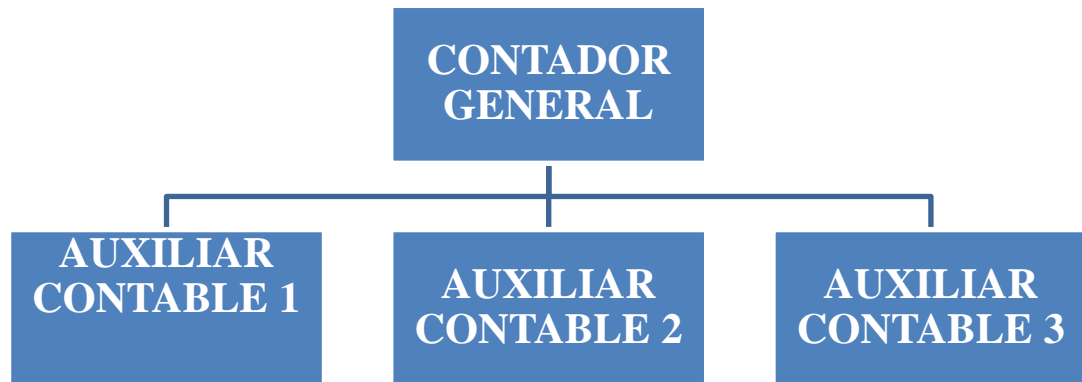 CONTADOR
GENERAL
AUXILIAR
CONTABLE 1
AUXILIAR
CONTABLE 2
AUXILIAR
CONTABLE 3